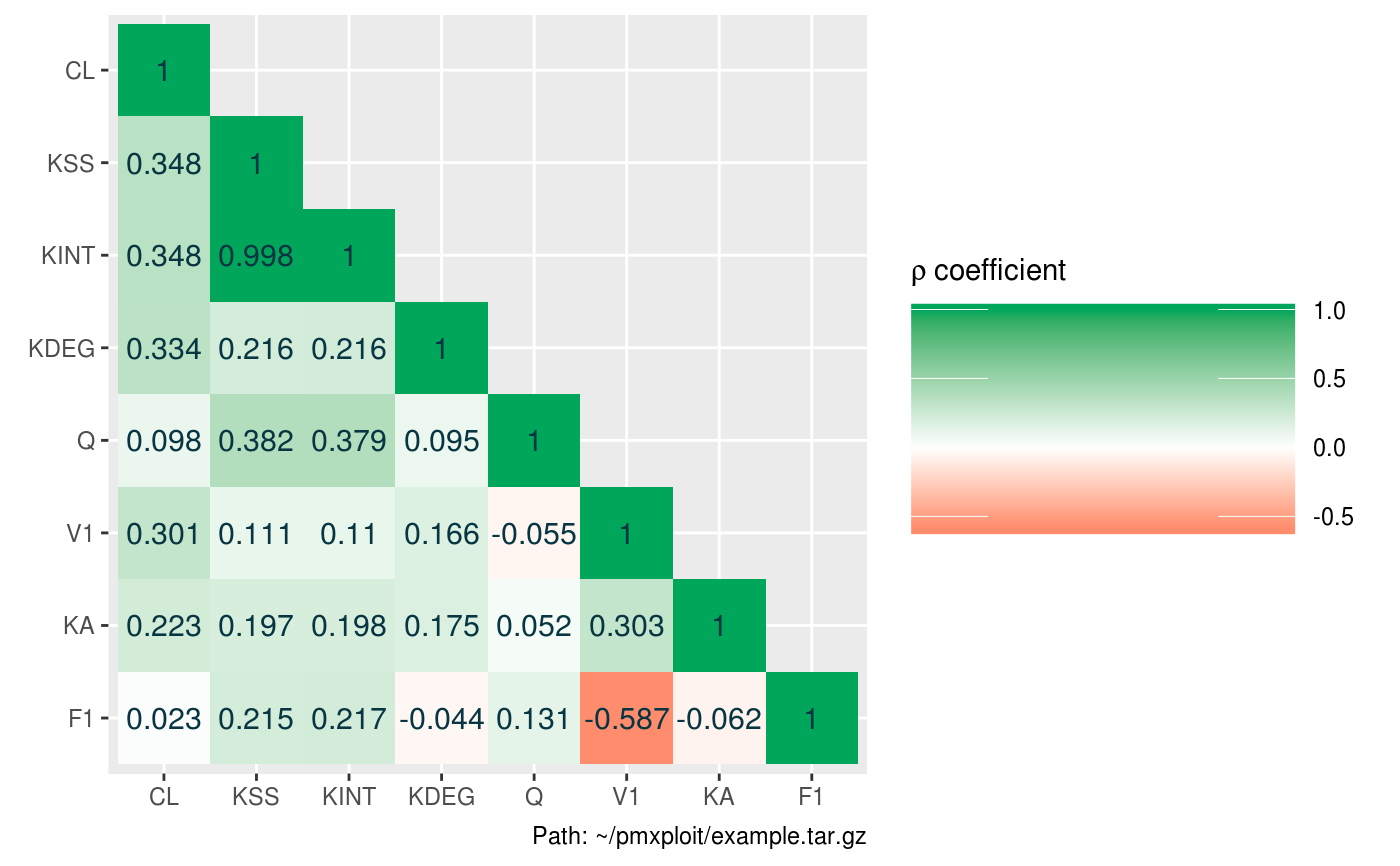 CL 1
KSS 0.348 1
KINT 0.348 0.998 1
KDEG 0.334 0.216 0.216 1
Q 0.098 0.382 0.379 0.095 1
V1 0.301 0.111 0.11 0.166 -0.055 1
KA 0.223 0.197 0.198 0.175 0.052 0.303 1
F1 0.023 0.215 0.217 -0.044 0.131 -0.587 -0.062 1
CL KSS KINT KDEG Q V1 KA F1
Path: ~/pmxploit/example.tar.gz
ρ coefficient
1.0
0.5
0.0
-0.5